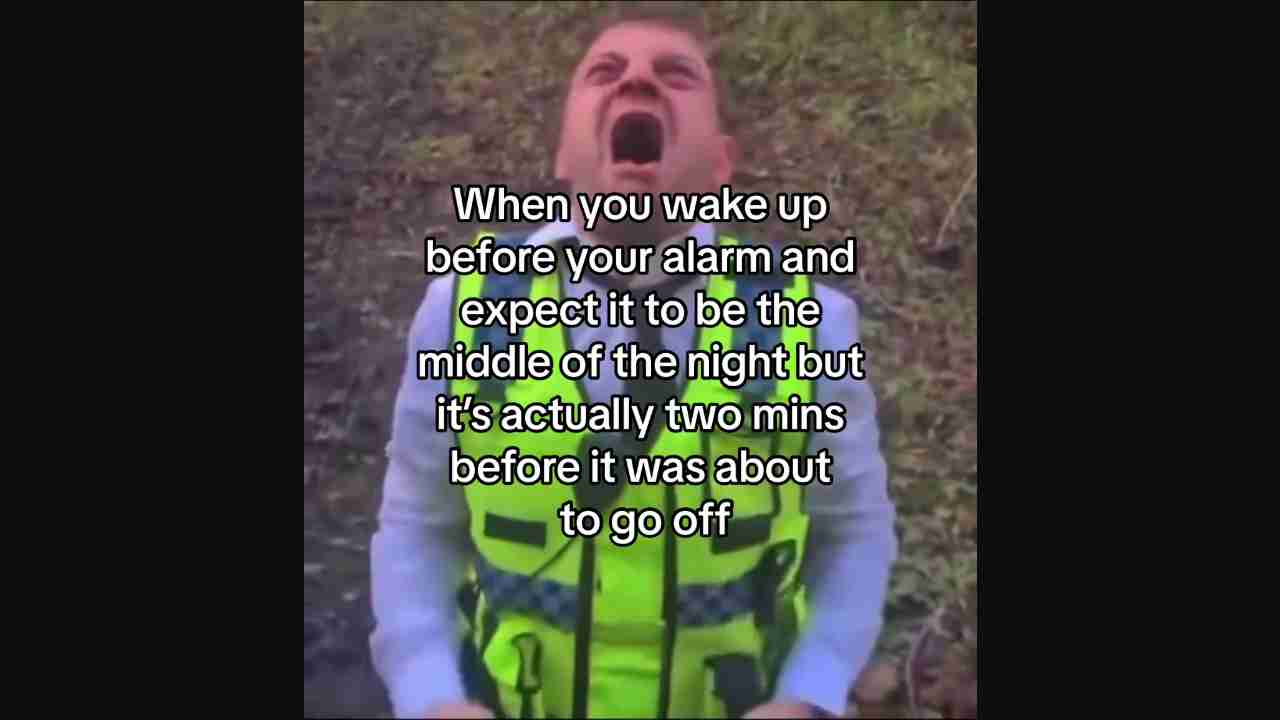 When you wake up
before your alarm and
expect it to be the
middle of the night but
it’s actually two mins
before it was about
to go off